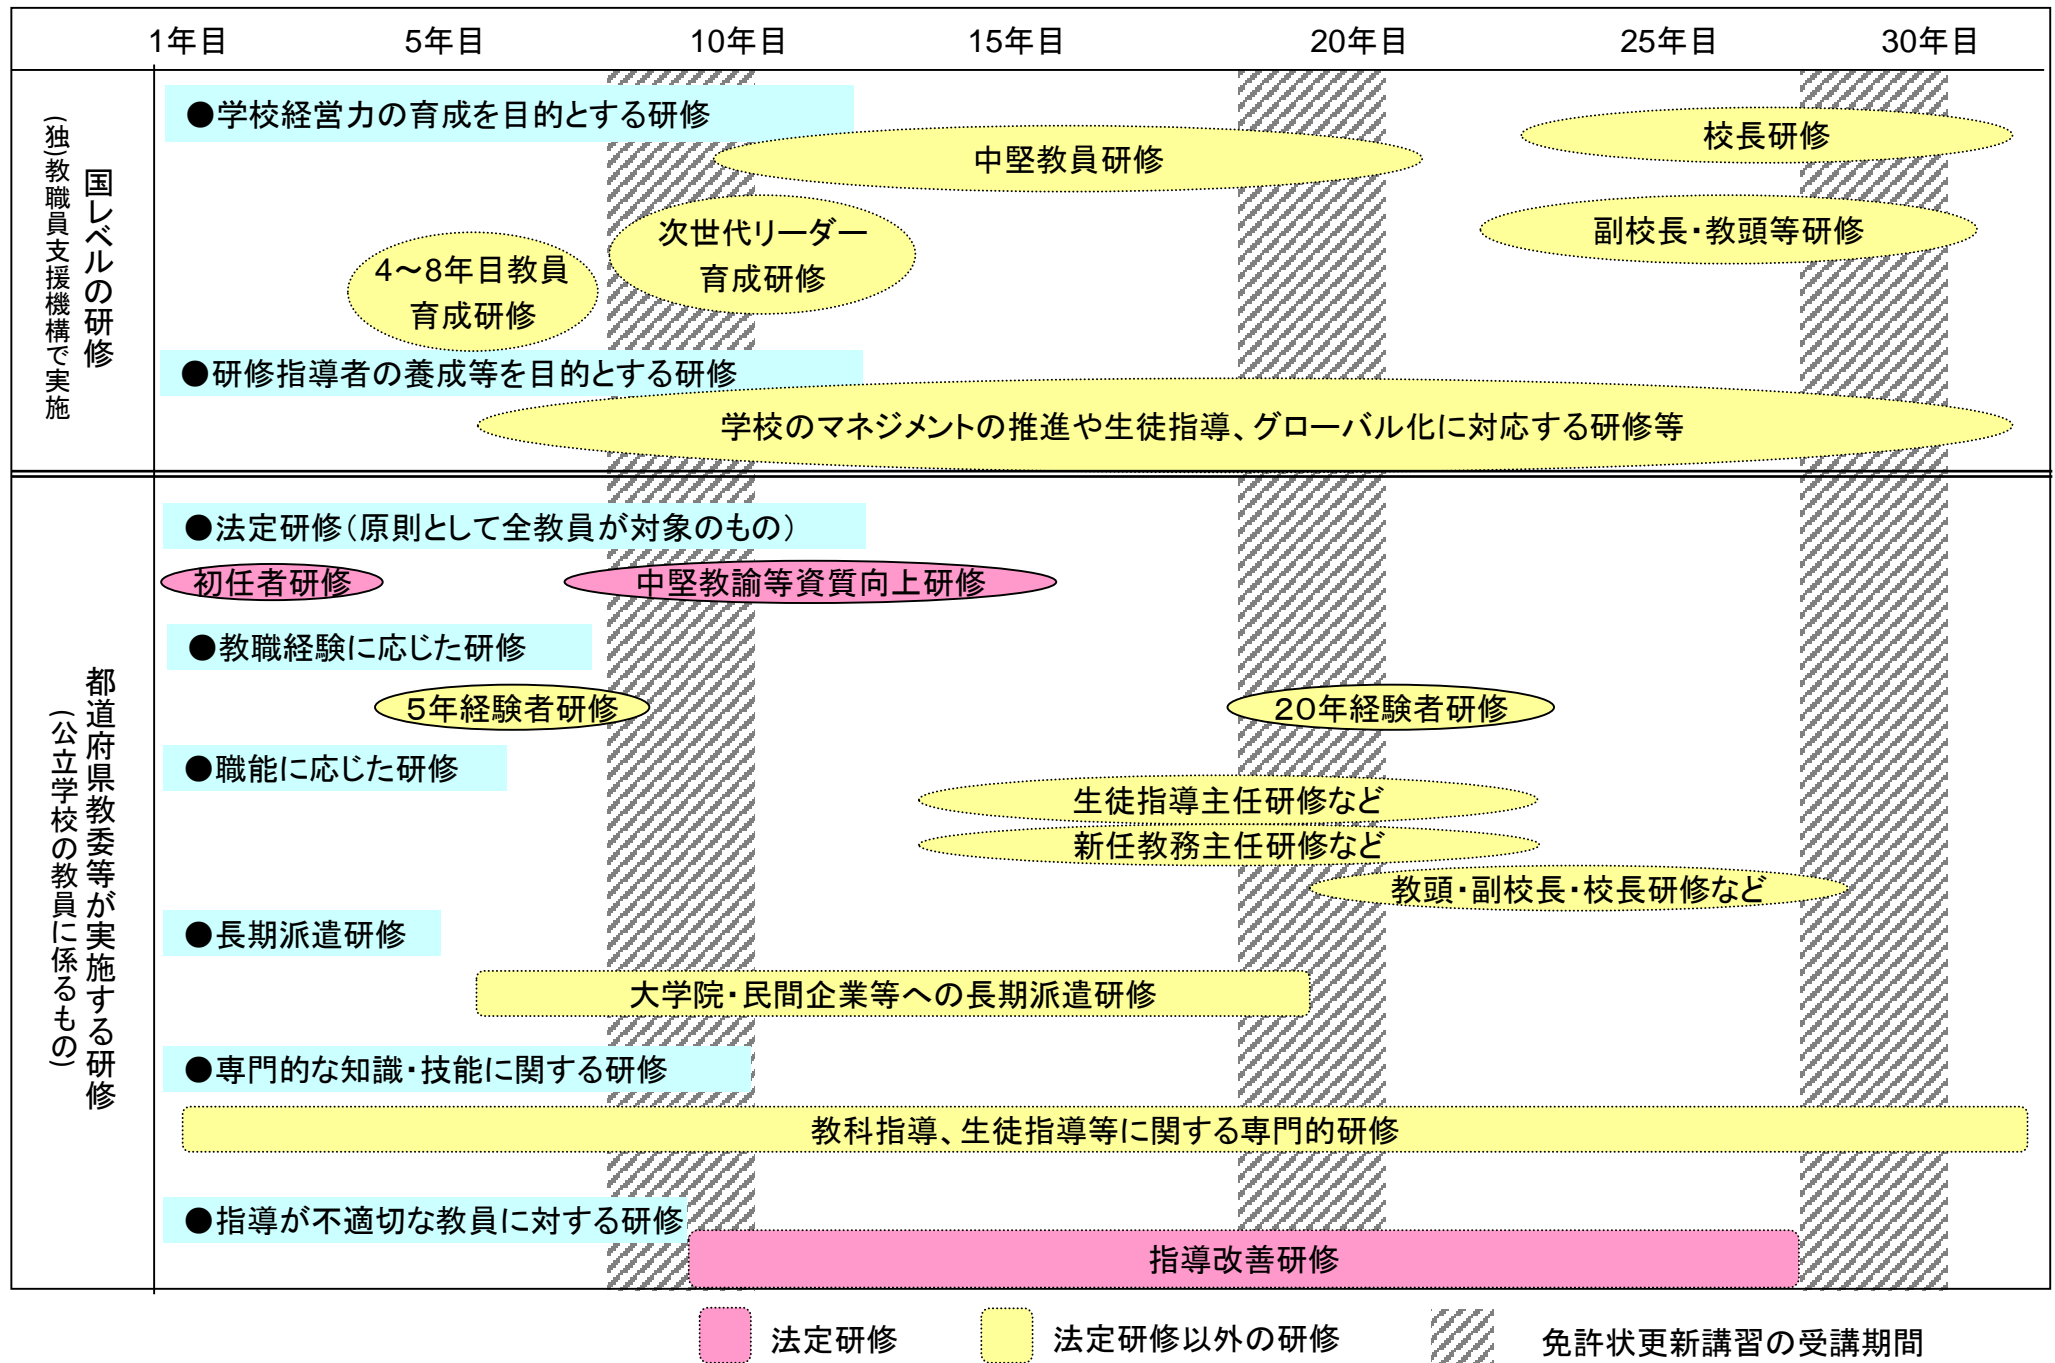 1年目 5年目 10年目 15年目 20年目 25年目 30年目
国レベルの研修
(独)教職員支援機構で実施
●学校経営力の育成を目的とする研修
中堅教員研修
校長研修
次世代リーダー
育成研修
副校長・教頭等研修
4～8年目教員
育成研修
●研修指導者の養成等を目的とする研修
学校のマネジメントの推進や生徒指導、グローバル化に対応する研修等
都道府県教委等が実施する研修
(公立学校の教員に係るもの)
●法定研修(原則として全教員が対象のもの)
初任者研修
中堅教諭等資質向上研修
●教職経験に応じた研修
5年経験者研修
20年経験者研修
●職能に応じた研修
生徒指導主任研修など
新任教務主任研修など
教頭・副校長・校長研修など
●長期派遣研修
大学院・民間企業等への長期派遣研修
●専門的な知識・技能に関する研修
教科指導、生徒指導等に関する専門的研修
●指導が不適切な教員に対する研修
指導改善研修
法定研修
法定研修以外の研修
免許状更新講習の受講期間